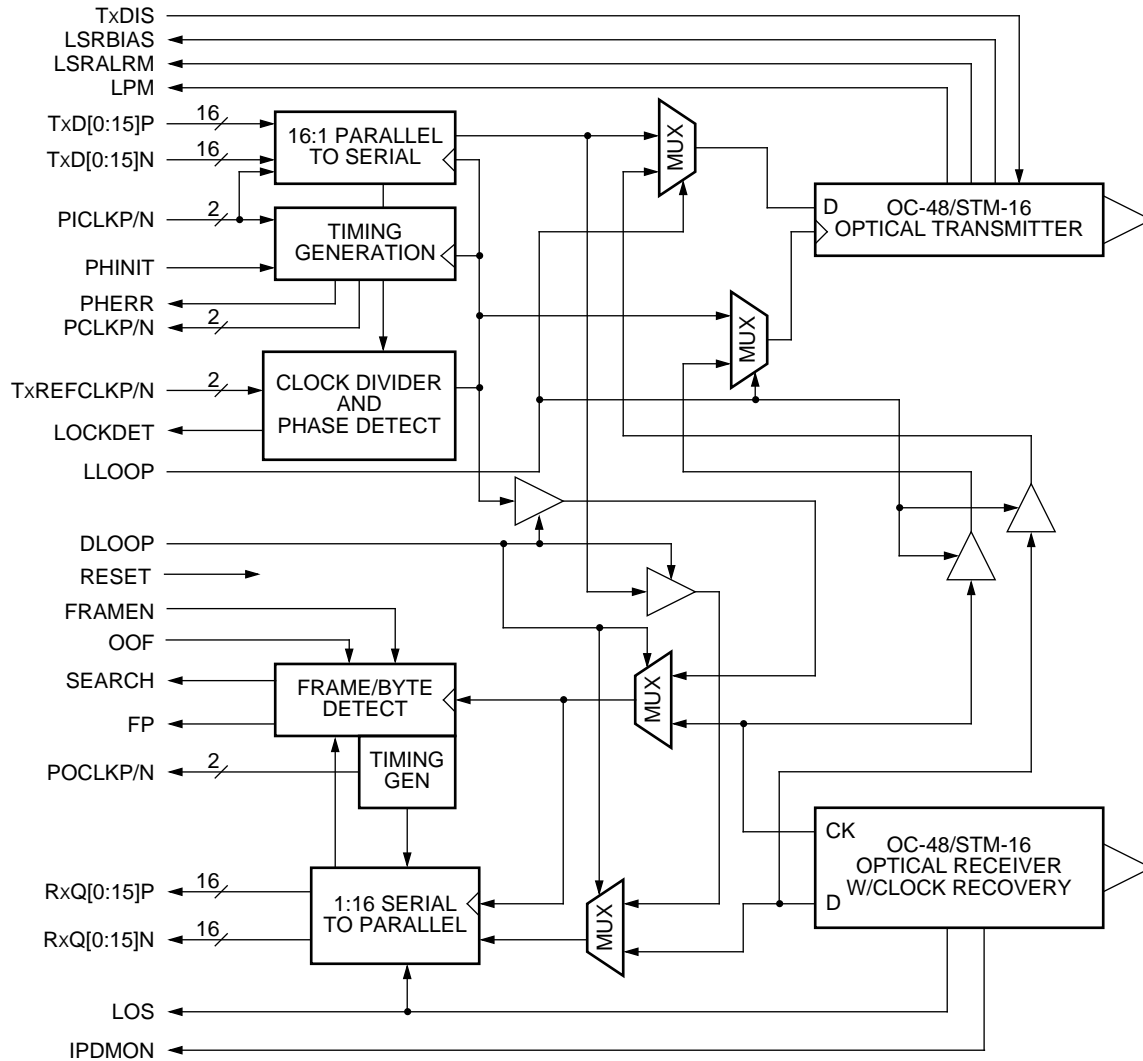 TxDIS
LSRBIAS
LSRALRM
LPM
TxD[0:15]P
16
TxD[0:15]N
16
PICLKP/N
2
PHINIT
PHERR
PCLKP/N
2
TxREFCLKP/N
2
LOCKDET
LLOOP
DLOOP
RESET
FRAMEN
OOF
SEARCH
FP
POCLKP/N
2
RxQ[0:15]P
16
RxQ[0:15]N
16
LOS
IPDMON
16:1 PARALLEL
TO SERIAL
TIMING
GENERATION
CLOCK DIVIDER
AND
PHASE DETECT
MUX
MUX
D
OC-48/STM-16
OPTICAL TRANSMITTER
FRAME/BYTE
DETECT
TIMING
GEN
1:16 SERIAL
TO PARALLEL
MUX
MUX
CK
D
OC-48/STM-16
OPTICAL RECEIVER
W/CLOCK RECOVERY